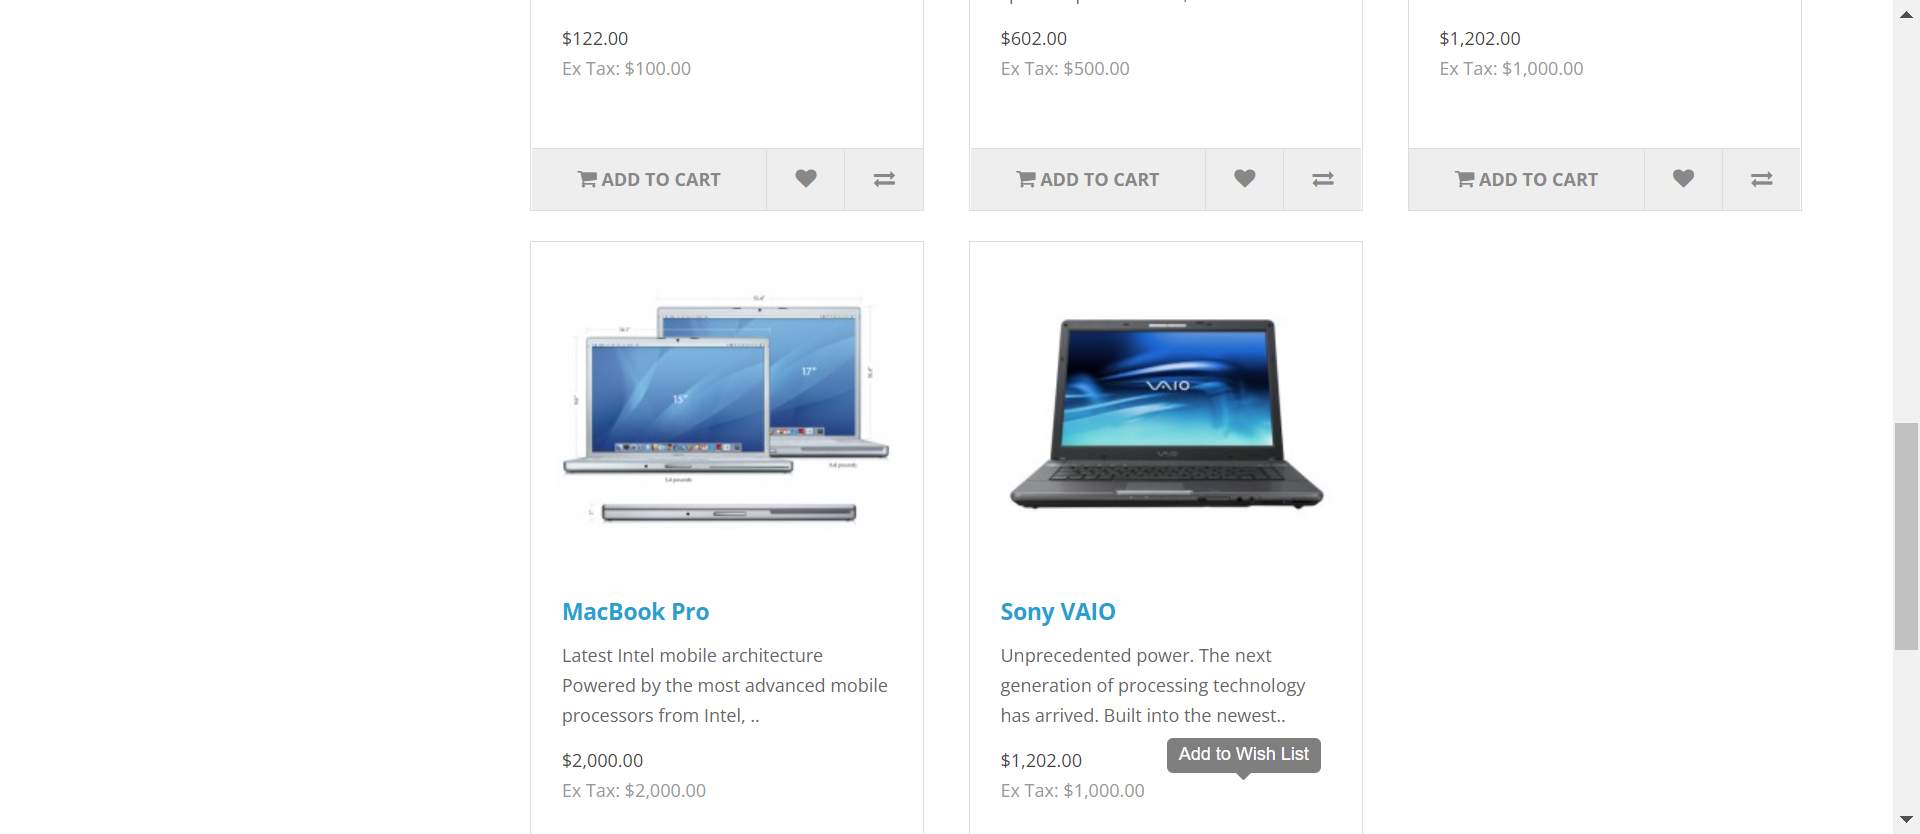 $122.00
Ex Tax: $100.00
$602.00
Ex Tax: $500.00
$1,202.00
Ex Tax: $1,000.00
ADD TO CART
ADD TO CART
ADD TO CART
17"
15"
VAIO
VAIO
MacBook Pro
Latest Intel mobile architecture
Powered by the most advanced mobile
processors from Intel, ..
$2,000.00
Ex Tax: $2,000.00
Sony VAIO
Unprecedented power. The next
generation of processing technology
has arrived. Built into the newest..
$1,202.00
Ex Tax: $1,000.00
Add to Wish List